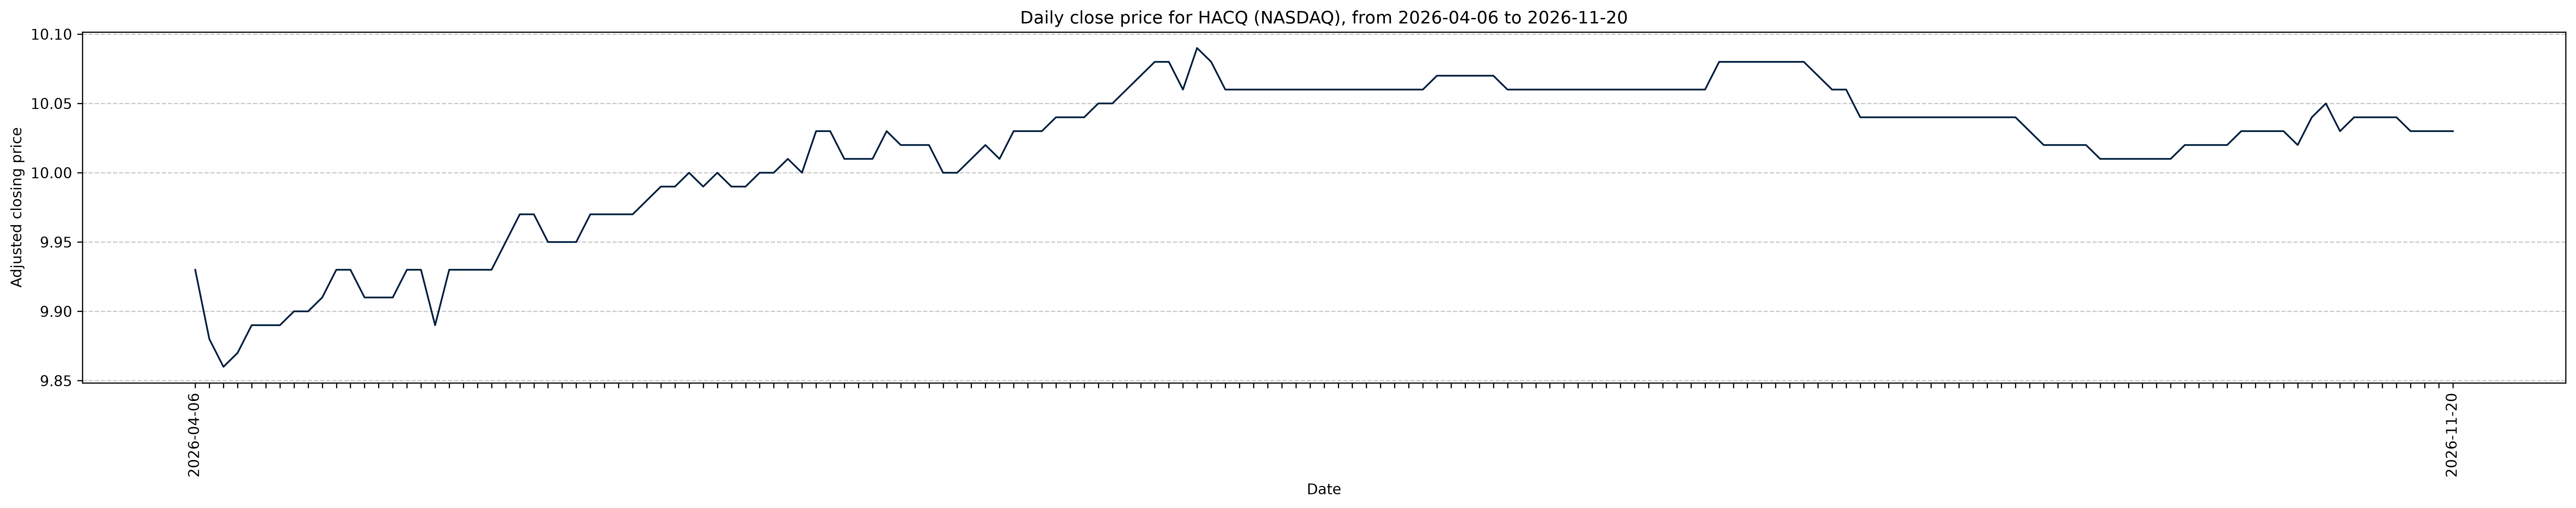 Daily close price for HACQ (NASDAQ), from 2026-04-06 to 2026-11-20
10.10
10.05
10.00
9.95
9.90
9.85
Adjusted closing price
2026-04-06
2026-11-20
Date